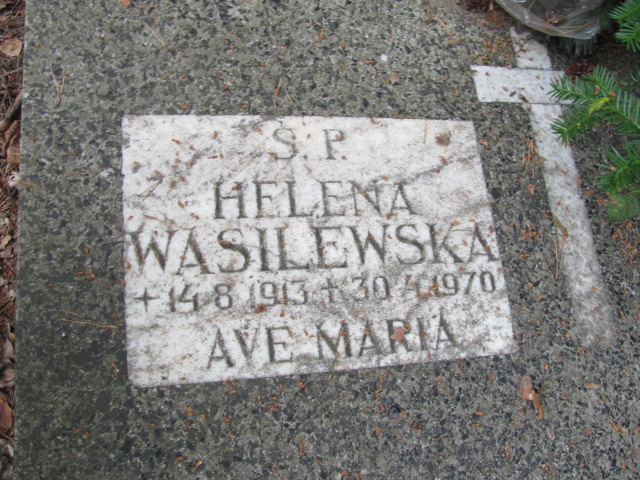 Ś. P.
HELENA
WASILEWSKA
+ 14 8 1913 + 30 4 1970
AVE MARIA